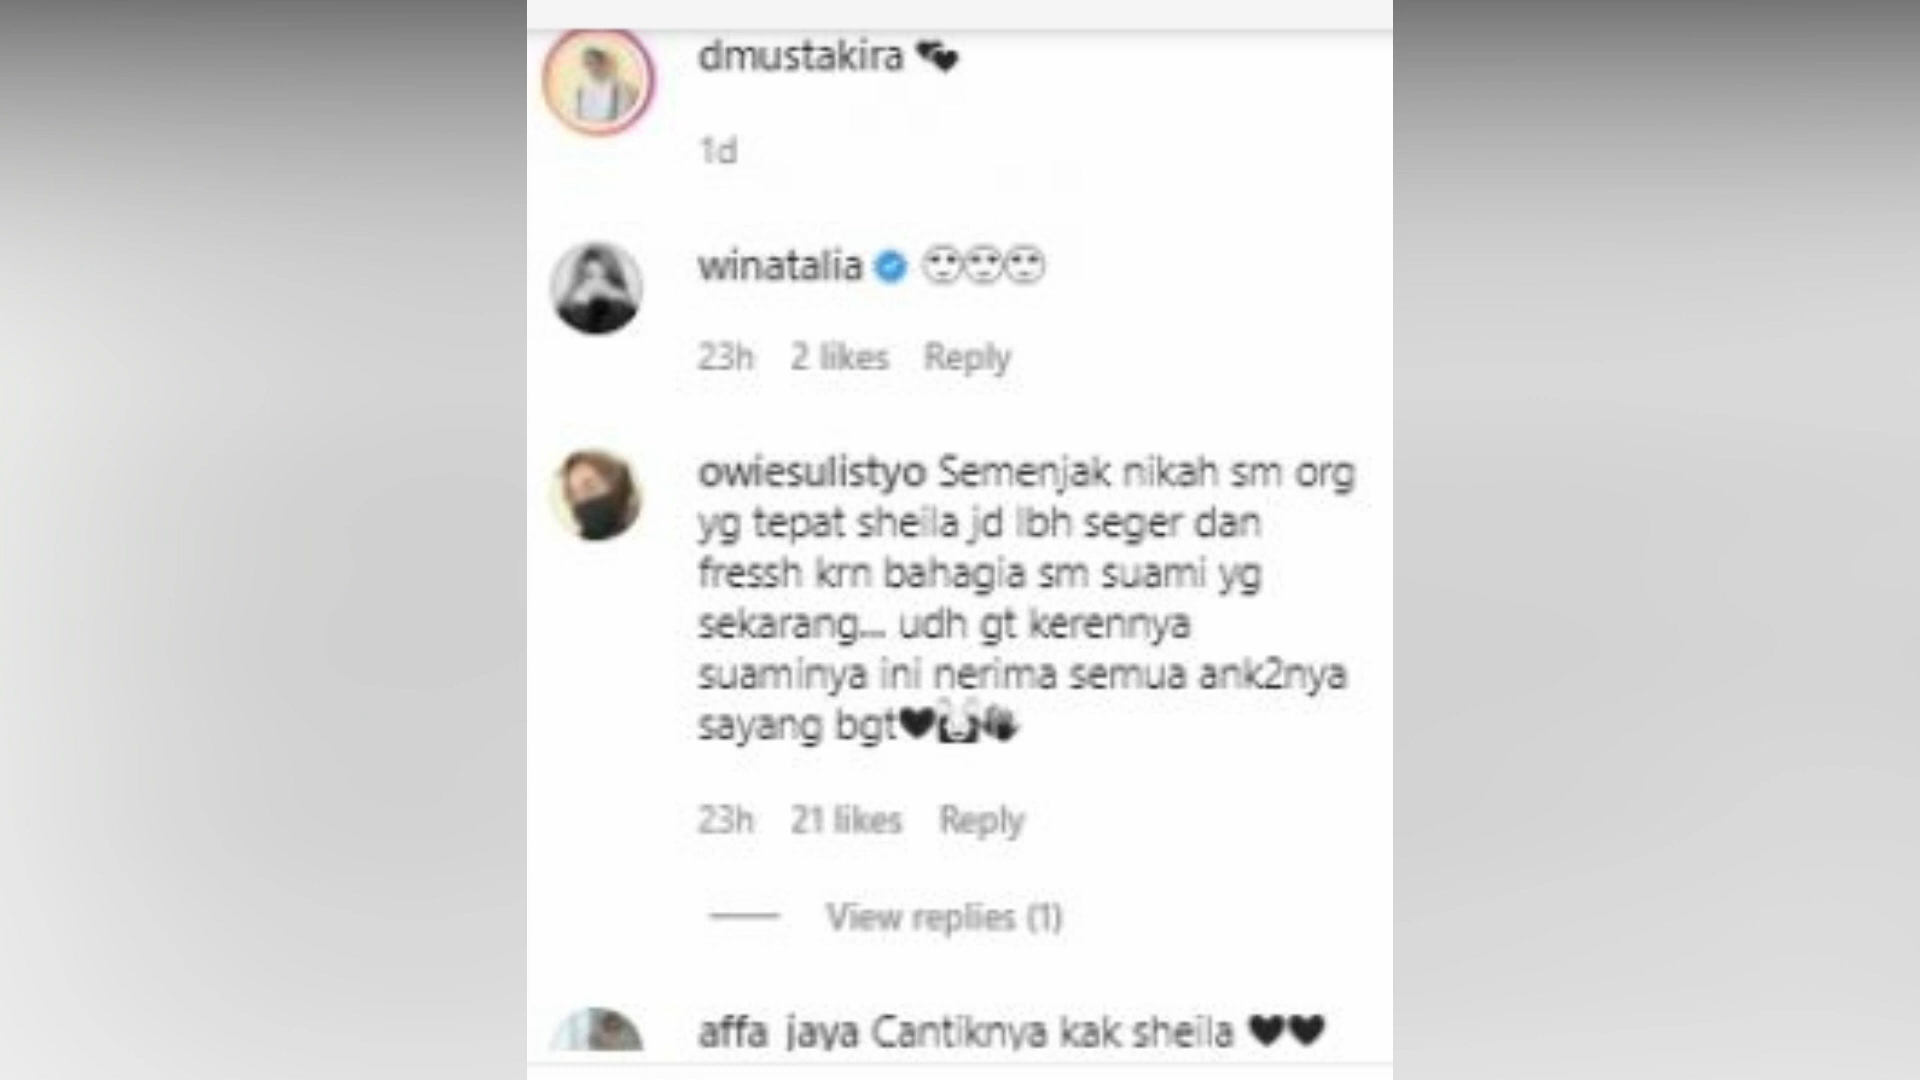 dmustakira
1d
winatalia
23h 2 likes Reply
owiesulistyo Semenjak nikah sm org
yg tepat sheila jd lbh seger dan
fressh krn bahagia sm suami yg
sekarang... udh gt kerennya
suaminya ini nerima semua ank2nya
sayang bgt
23h 21 likes Reply
View replies (1)
affa_jaya Cantiknya kak sheila